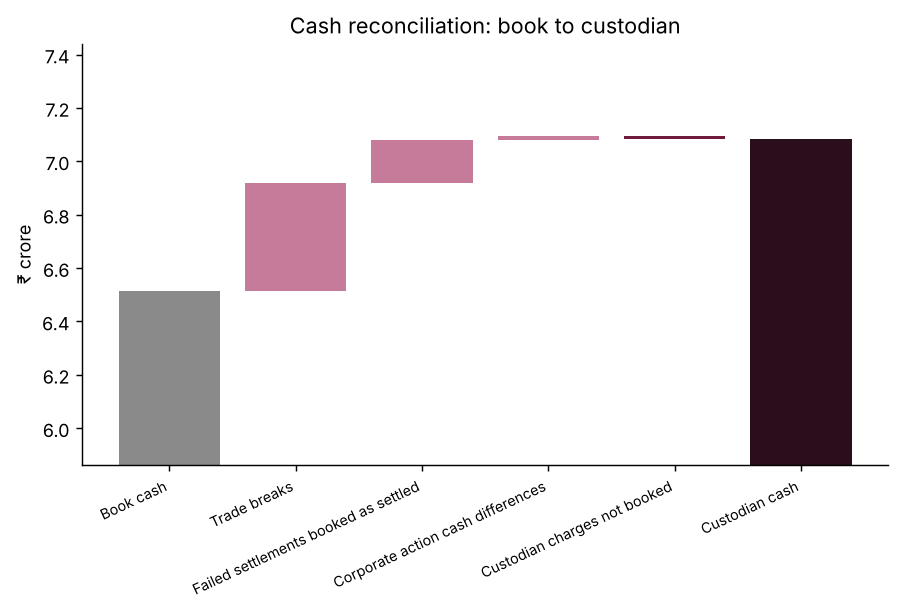 Cash reconciliation: book to custodian
₹ crore
7.4
7.2
7.0
6.8
6.6
6.4
6.2
6.0
Book cash
Trade breaks
Failed settlements booked as settled
Corporate action cash differences
Custodian charges not booked
Custodian cash